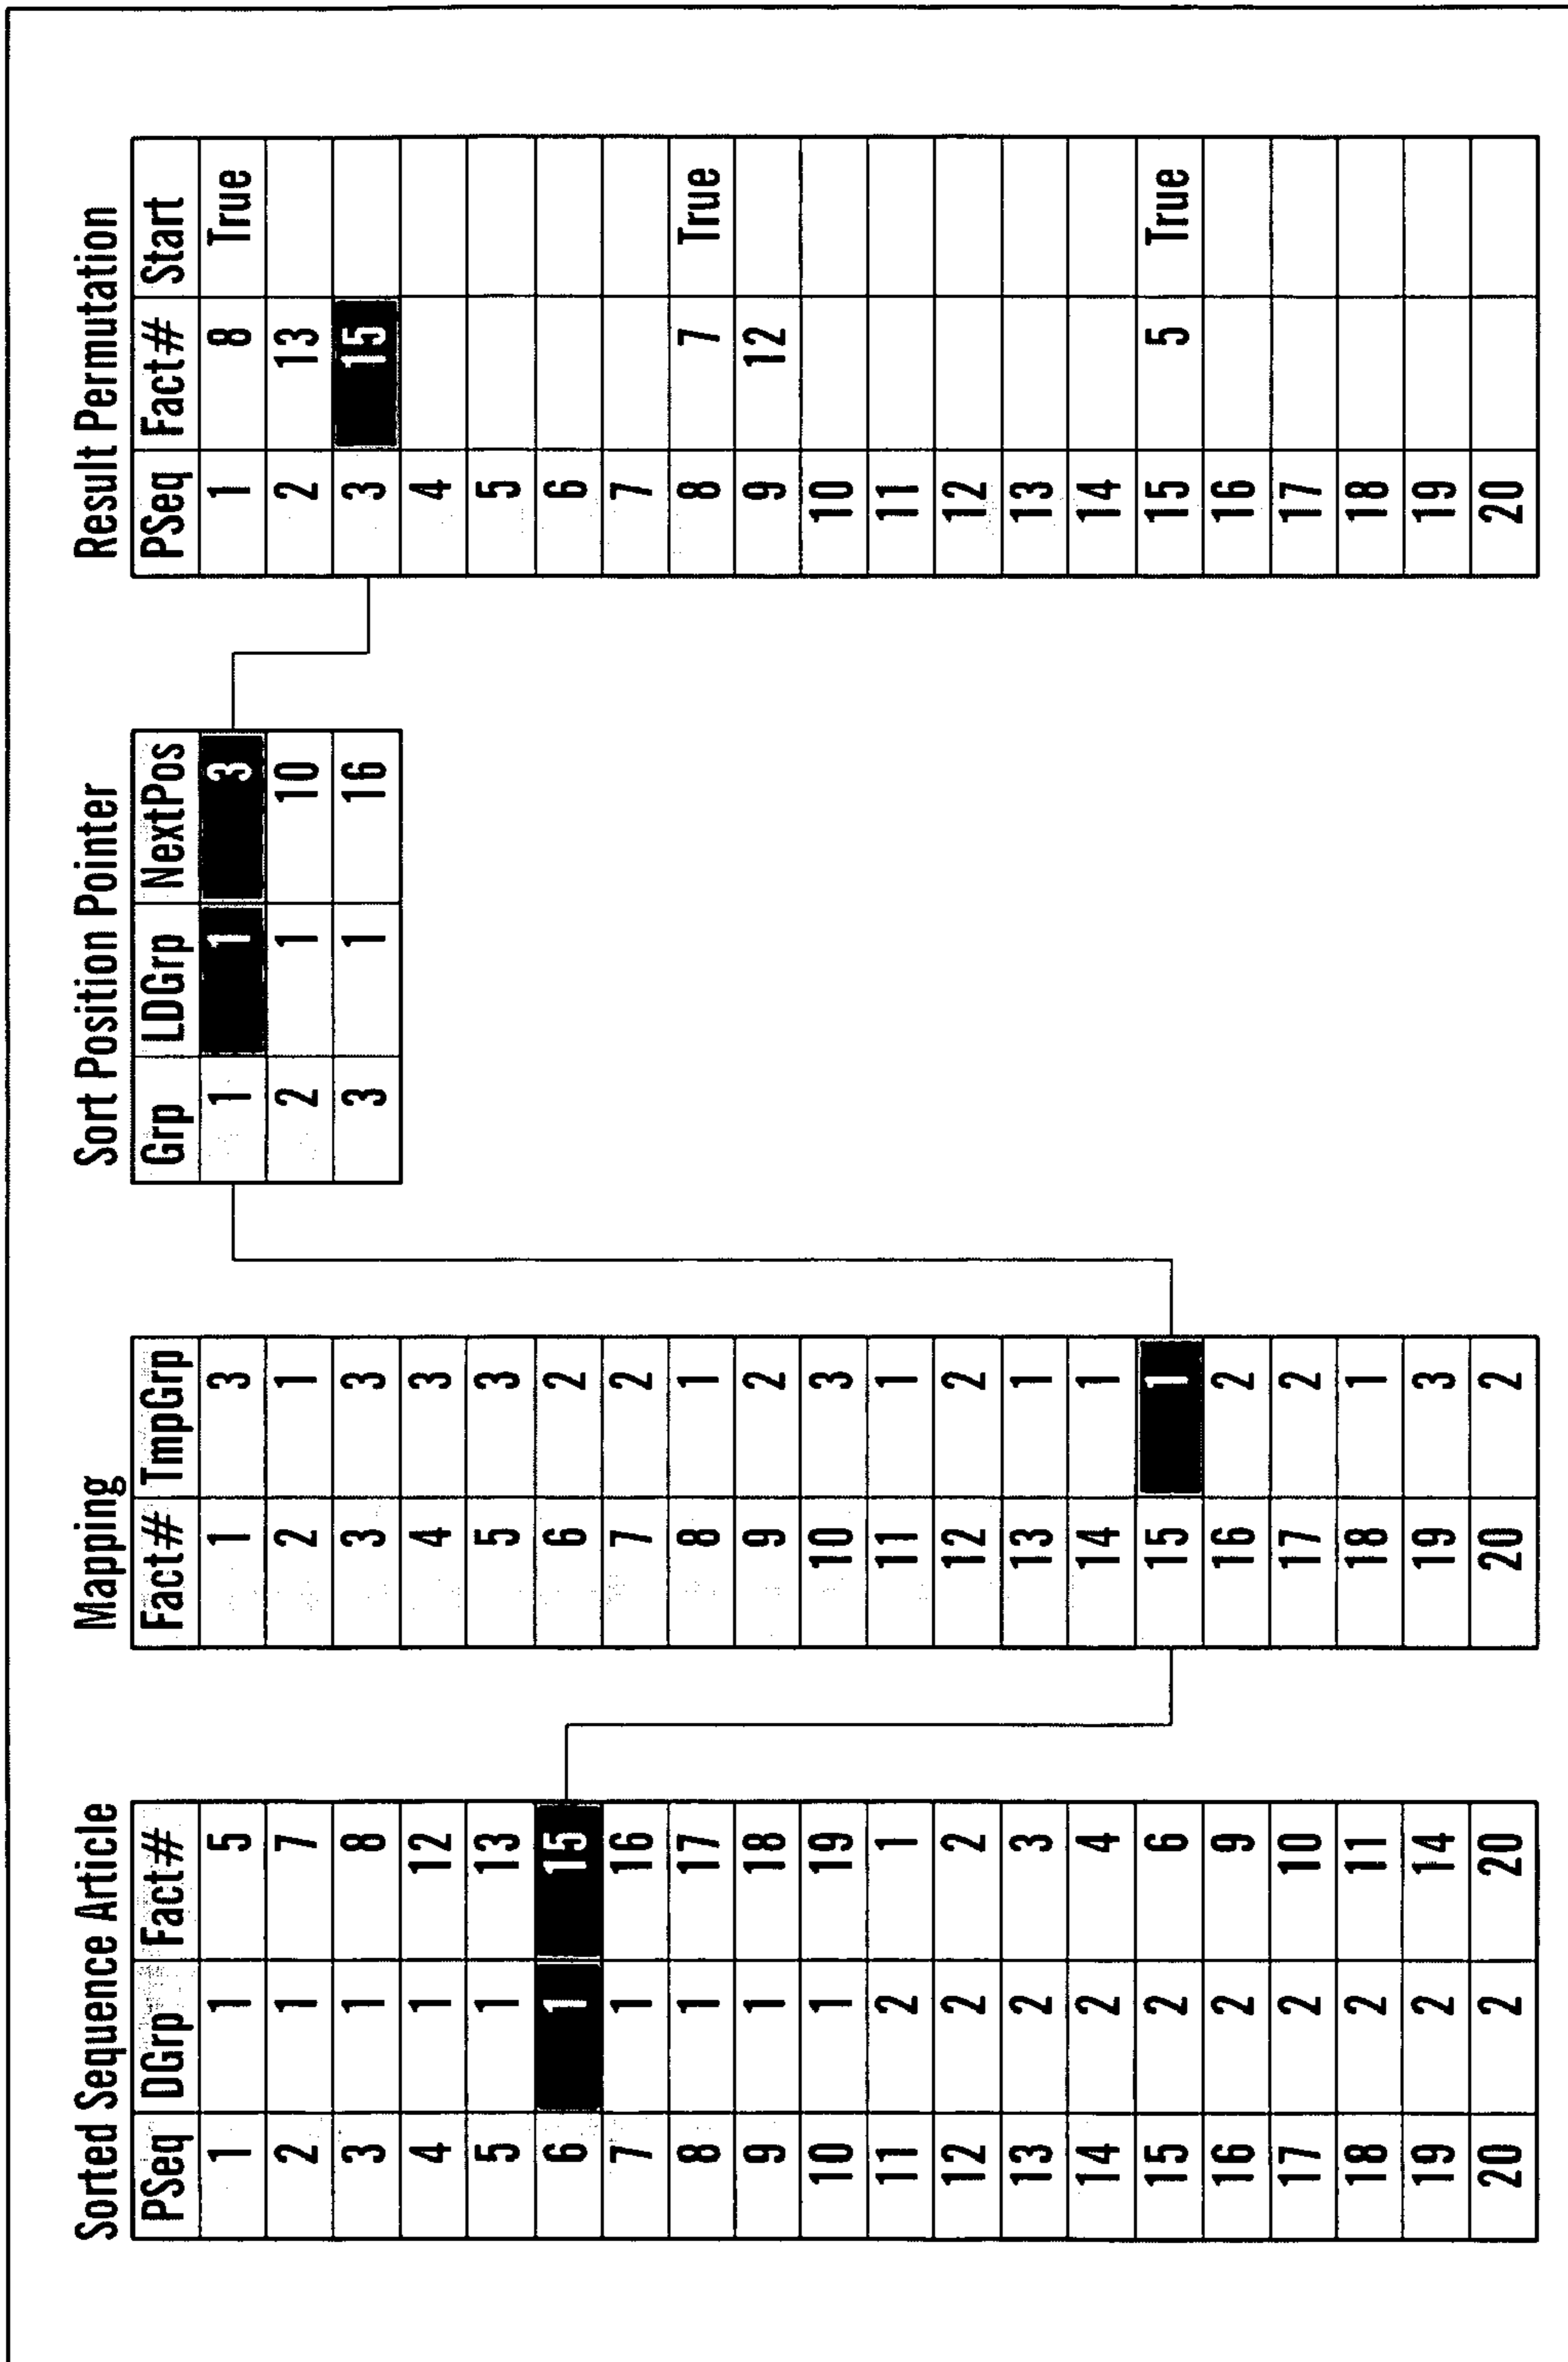 Sorted Sequence Article
PSeq DGrp Fact#
1 1 5
2 1 7
3 1 8
4 1 12
5 1 13
6 1 15
7 1 16
8 1 17
9 1 18
10 1 19
11 2 1
12 2 2
13 2 3
14 2 4
15 2 6
16 2 9
17 2 10
18 2 11
19 2 14
20 2 20
Mapping
Fact# TmpGrp
1 3
2 1
3 3
4 3
5 3
6 2
7 2
8 1
9 2
10 3
11 1
12 2
13 1
14 1
15 1
16 2
17 2
18 1
19 3
20 2
Sort Position Pointer
Grp LDGrp NextPos
1 1 3
2 1 10
3 1 16
Result Permutation
PSeq Fact# Start
1 8 True
2 13
3 15
4
5
6
7
8 7 True
9 12
10
11
12
13
14
15 5 True
16
17
18
19
20